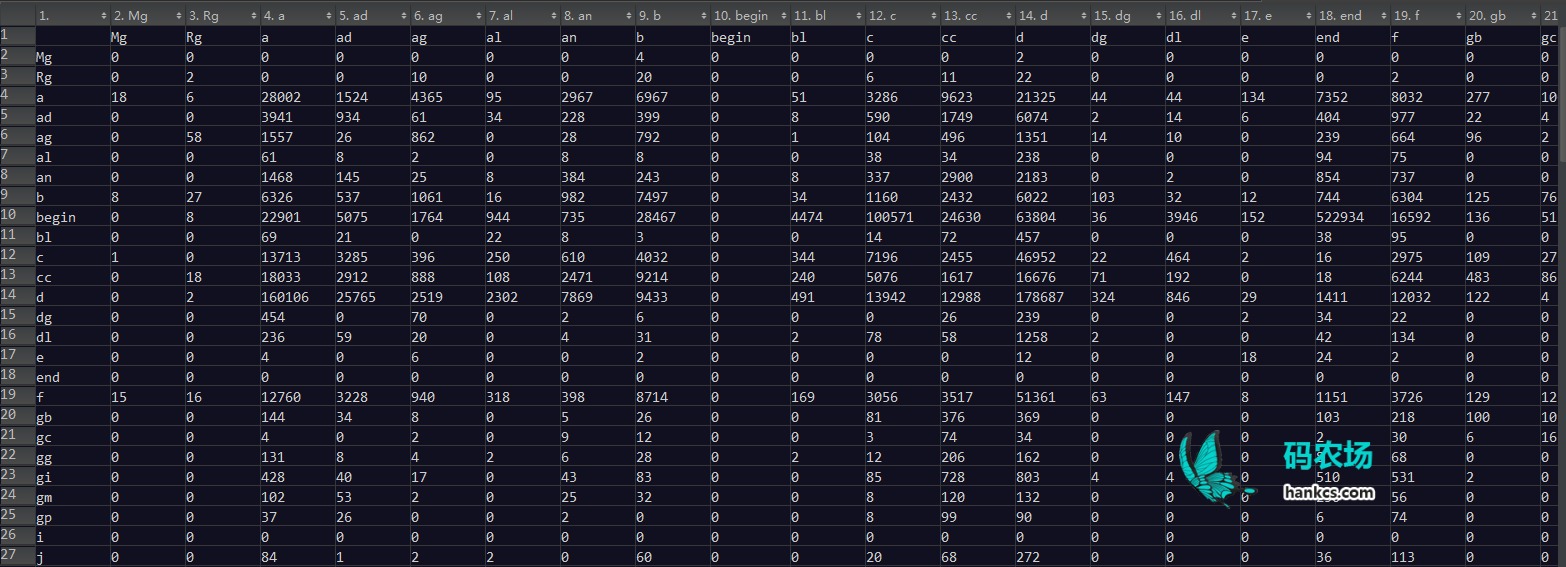 1. 2. Mg 3. Rg 4. a 5. ad 6. ag 7. al 8. an 9. b 10. begin 11. bl 12. c 13. cc 14. d 15. dg 16. dl 17. e 18. end 19. f 20. gb 21
1 Mg Rg a ad ag al an b begin bl c cc d dg dl e end f gb gc
2 Mg 0 0 0 0 0 0 0 4 0 0 0 0 2 0 0 0 0 0 0 0
3 Rg 0 2 0 0 10 0 0 20 0 0 6 11 22 0 0 0 0 2 0 0
4 a 18 6 28002 1524 4365 95 2967 6967 0 51 3286 9623 21325 44 44 134 7352 8032 277 10
5 ad 0 0 3941 934 61 34 228 399 0 8 590 1749 6074 2 14 6 404 977 22 4
6 ag 0 58 1557 26 862 0 28 792 0 1 104 496 1351 14 10 0 239 664 96 2
7 al 0 0 61 8 2 0 8 8 0 0 38 34 238 0 0 0 94 75 0 0
8 an 0 0 1468 145 25 8 384 243 0 8 337 2900 2183 0 2 0 854 737 0 0
9 b 8 27 6326 537 1061 16 982 7497 0 34 1160 2432 6022 103 32 12 744 6304 125 76
10 begin 0 8 22901 5075 1764 944 735 28467 0 4474 100571 24630 63804 36 3946 152 522934 16592 136 51
11 bl 0 0 69 21 0 22 8 3 0 0 14 72 457 0 0 0 38 95 0 0
12 c 1 0 13713 3285 396 250 610 4032 0 344 7196 2455 46952 22 464 2 16 2975 109 27
13 cc 0 18 18033 2912 888 108 2471 9214 0 240 5076 1617 16676 71 192 0 18 6244 483 86
14 d 0 2 160106 25765 2519 2302 7869 9433 0 491 13942 12988 178687 324 846 29 1411 12032 122 4
15 dg 0 0 454 0 70 0 2 6 0 0 0 26 239 0 0 2 34 22 0 0
16 dl 0 0 236 59 20 0 4 31 0 2 78 58 1258 2 0 0 42 134 0 0
17 e 0 0 4 0 6 0 0 2 0 0 0 0 12 0 0 18 24 2 0 0
18 end 0 0 0 0 0 0 0 0 0 0 0 0 0 0 0 0 0 0 0 0
19 f 15 16 12760 3228 940 318 398 8714 0 169 3056 3517 51361 63 147 8 1151 3726 129 12
20 gb 0 0 144 34 8 0 5 26 0 0 81 376 369 0 0 0 103 218 100 10
21 gc 0 0 4 0 2 0 9 12 0 0 3 74 34 0 0 0 2 30 6 16
22 gg 0 0 131 8 4 2 6 28 0 2 12 206 162 0 0 0 68 0 0
23 gi 0 0 428 40 17 0 43 83 0 0 85 728 803 4 4 0 510 531 2 0
24 gm 0 0 102 53 2 0 25 32 0 0 8 120 132 0 0 0 56 0 0
25 gp 0 0 37 26 0 0 2 0 0 0 8 99 90 0 0 0 6 74 0 0
26 i 0 0 0 0 0 0 0 0 0 0 0 0 0 0 0 0 0 0 0 0
27 j 0 0 84 1 2 2 0 60 0 0 20 68 272 0 0 0 36 113 0 0
码农场
hankcs.com